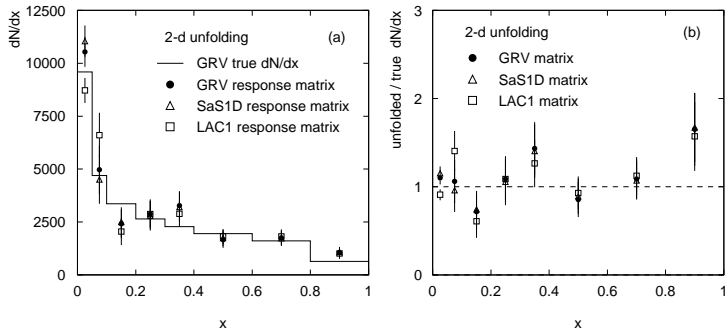 dN/dx
12500
10000
7500
5000
2500
0
2-d unfolding
(a)
GRV true dN/dx
GRV response matrix
SaS1D response matrix
LAC1 response matrix
0
0.2
0.4
0.6
0.8
1
x
unfolded / true dN/dx
3
2
1
0
2-d unfolding
(b)
GRV matrix
SaS1D matrix
LAC1 matrix
0
0.2
0.4
0.6
0.8
1
x